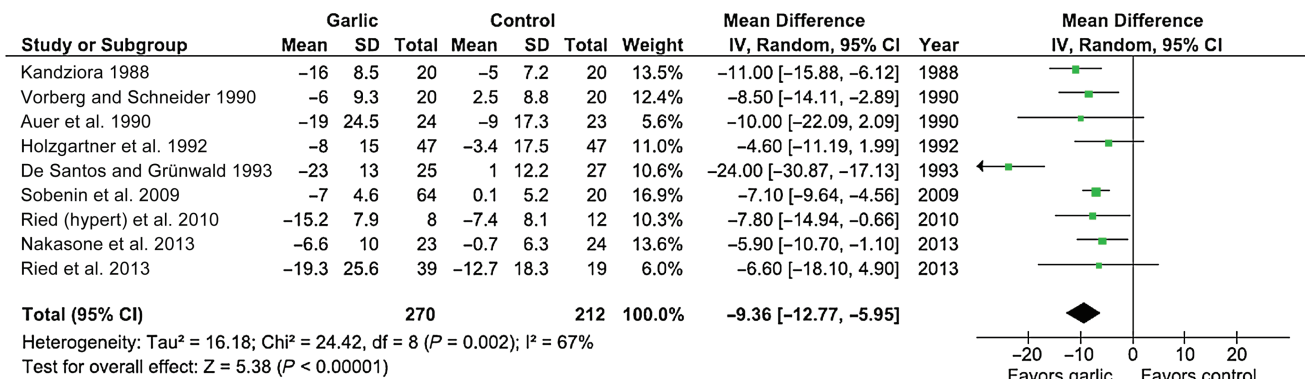 Garlic Control Mean Difference Mean Difference
Study or Subgroup Mean SD Total Mean SD Total Weight IV, Random, 95% CI Year IV, Random, 95% CI
Kandziora 1988 −16 8.5 20 −5 7.2 20 13.5% −11.00 [−15.88, −6.12] 1988
Vorberg and Schneider 1990 −6 9.3 20 2.5 8.8 20 12.4% −8.50 [−14.11, −2.89] 1990
Auer et al. 1990 −19 24.5 24 −9 17.3 23 5.6% −10.00 [−22.09, 2.09] 1990
Holzgartner et al. 1992 −8 15 47 −3.4 17.5 47 11.0% −4.60 [−11.19, 1.99] 1992
De Santos and Grünwald 1993 −23 13 25 1 12.2 27 10.6% −24.00 [−30.87, −17.13] 1993
Sobenin et al. 2009 −7 4.6 64 0.1 5.2 20 16.9% −7.10 [−9.64, −4.56] 2009
Ried (hypert) et al. 2010 −15.2 7.9 8 −7.4 8.1 12 10.3% −7.80 [−14.94, −0.66] 2010
Nakasone et al. 2013 −6.6 10 23 −0.7 6.3 24 13.6% −5.90 [−10.70, −1.10] 2013
Ried et al. 2013 −19.3 25.6 39 −12.7 18.3 19 6.0% −6.60 [−18.10, 4.90] 2013
Total (95% CI) 270 212 100.0% −9.36 [−12.77, −5.95]
Heterogeneity: Tau² = 16.18; Chi² = 24.42, df = 8 (P = 0.002); I² = 67%
Test for overall effect: Z = 5.38 (P < 0.00001)
−20 −10 0 10 20
Favors garlic Favors control